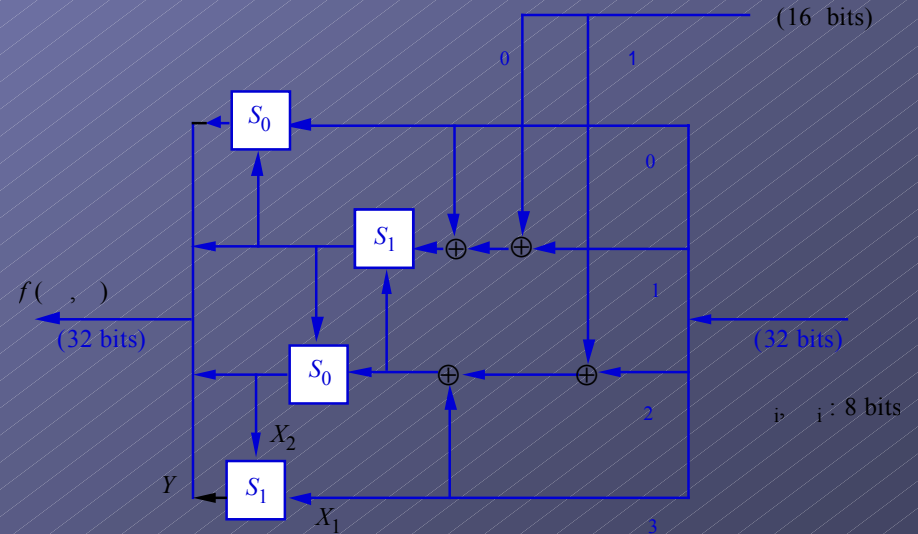 (16 bits)
0 1
S0
0
S1
f ( , )
1
(32 bits) (32 bits)
S0
2
i, i : 8 bits
X2
Y S1
X1
3